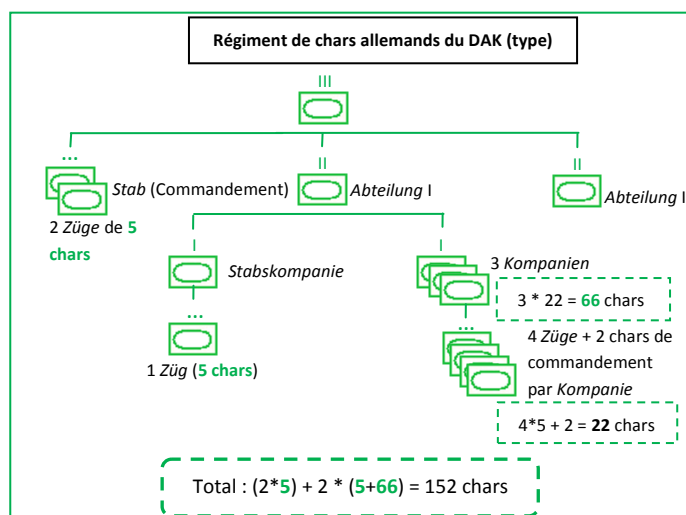 Régiment de chars allemands du DAK (type)
III
...
Stab (Commandement)
2 Züge de 5
chars
II
Abteilung I
II
Abteilung I
I
Stabskompanie
...
1 Züg (5 chars)
I
3 Kompanien
3 * 22 = 66 chars
...
4 Züge + 2 chars de
commandement
par Kompanie
4*5 + 2 = 22 chars
Total : (2*5) + 2 * (5+66) = 152 chars